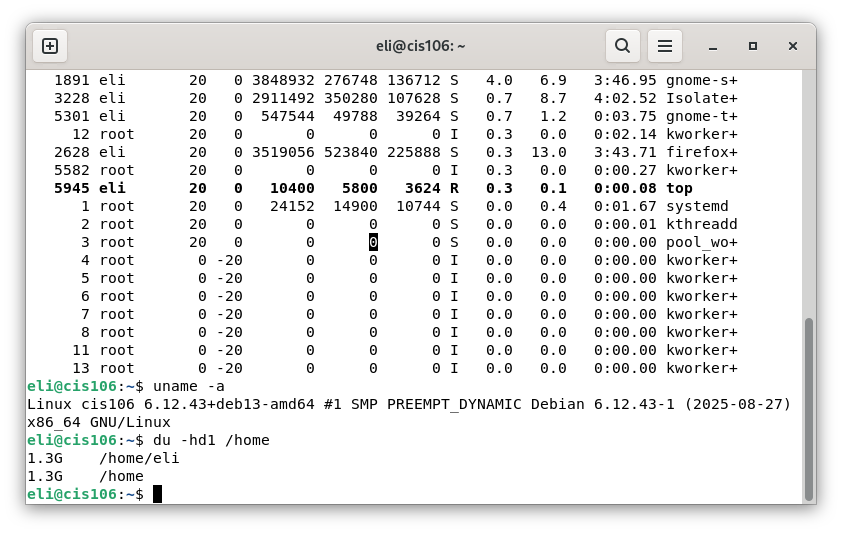 eli@cis106: ~
1891 eli 20 0 3848932 276748 136712 S 4.0 6.9 3:46.95 gnome-s+
3228 eli 20 0 2911492 350280 107628 S 0.7 8.7 4:02.52 Isolate+
5301 eli 20 0 547544 49788 39264 S 0.7 1.2 0:03.75 gnome-t+
12 root 20 0 0 0 0 I 0.3 0.0 0:02.14 kworker+
2628 eli 20 0 3519056 523840 225888 S 0.3 13.0 3:43.71 firefox+
5582 root 20 0 0 0 0 I 0.3 0.0 0:00.27 kworker+
5945 eli 20 0 10400 5800 3624 R 0.3 0.1 0:00.08 top
1 root 20 0 24152 14900 10744 S 0.0 0.4 0:01.67 systemd
2 root 20 0 0 0 0 S 0.0 0.0 0:00.01 kthreadd
3 root 20 0 0 0 0 S 0.0 0.0 0:00.00 pool_wo+
4 root 0 -20 0 0 0 I 0.0 0.0 0:00.00 kworker+
5 root 0 -20 0 0 0 I 0.0 0.0 0:00.00 kworker+
6 root 0 -20 0 0 0 I 0.0 0.0 0:00.00 kworker+
7 root 0 -20 0 0 0 I 0.0 0.0 0:00.00 kworker+
8 root 0 -20 0 0 0 I 0.0 0.0 0:00.00 kworker+
11 root 0 -20 0 0 0 I 0.0 0.0 0:00.00 kworker+
13 root 0 -20 0 0 0 I 0.0 0.0 0:00.00 kworker+
eli@cis106:~$ uname -a
Linux cis106 6.12.43+deb13-amd64 #1 SMP PREEMPT_DYNAMIC Debian 6.12.43-1 (2025-08-27)
x86_64 GNU/Linux
eli@cis106:~$ du -hd1 /home
1.3G /home/eli
1.3G /home
eli@cis106:~$